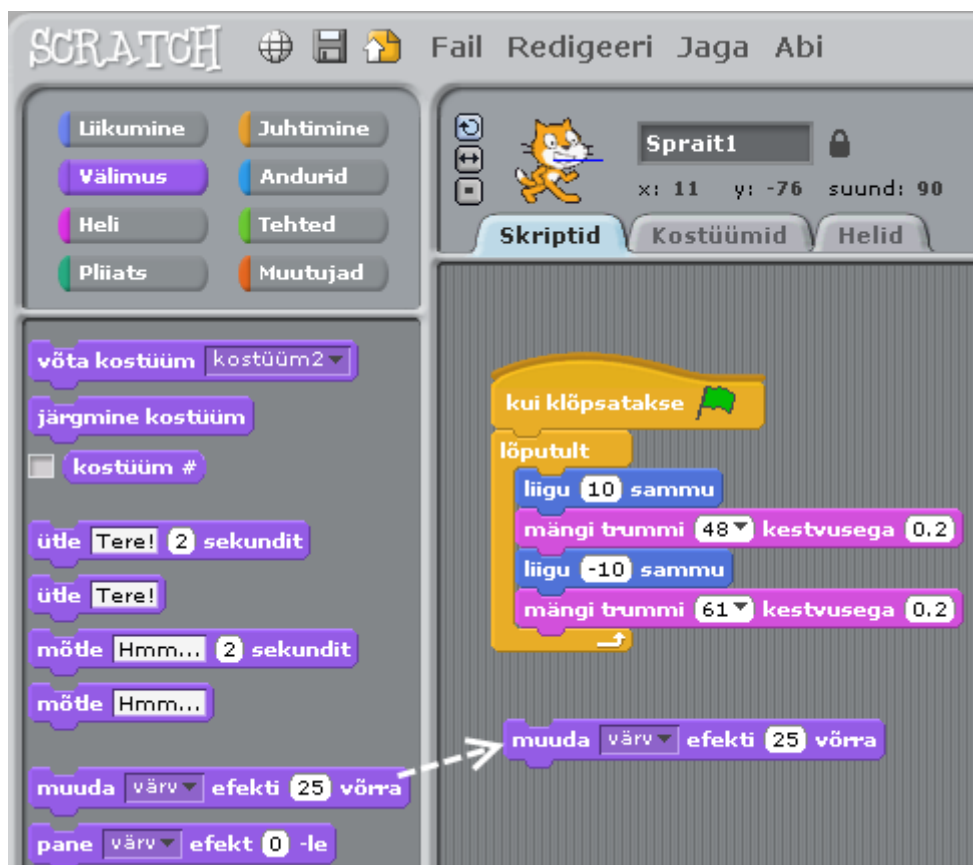 SCRATCH Fail Redigeeri Jaga Abi
Liikumine Juhtimine
Välimus Andurid
Heli Tehted
Pliiats Muutujad
Sprait1
x: 11 y: -76 suund: 90
Skriptid Kostüümid Helid
võta kostüüm kostüüm2
järgmine kostüüm
kostüüm #
ütle Tere! 2 sekundit
ütle Tere!
mõtle Hmm... 2 sekundit
mõtle Hmm...
muuda värv efekti 25 võrra
pane värv efekt 0 -le
kui klõpsatakse
lõputult
liigu 10 sammu
mängi trummi 48 kestvusega 0.2
liigu -10 sammu
mängi trummi 61 kestvusega 0.2
muuda värv efekti 25 võrra